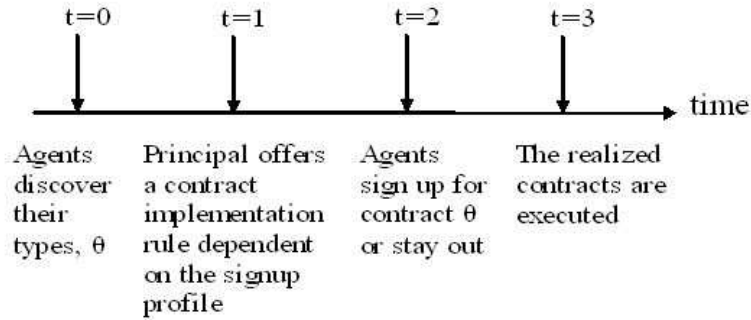 t=0
t=1
t=2
t=3
time
Agents
discover
their
types, θ
Principal offers
a contract
implementation
rule dependent
on the signup
profile
Agents
sign up for
contract θ
or stay out
The realized
contracts are
executed